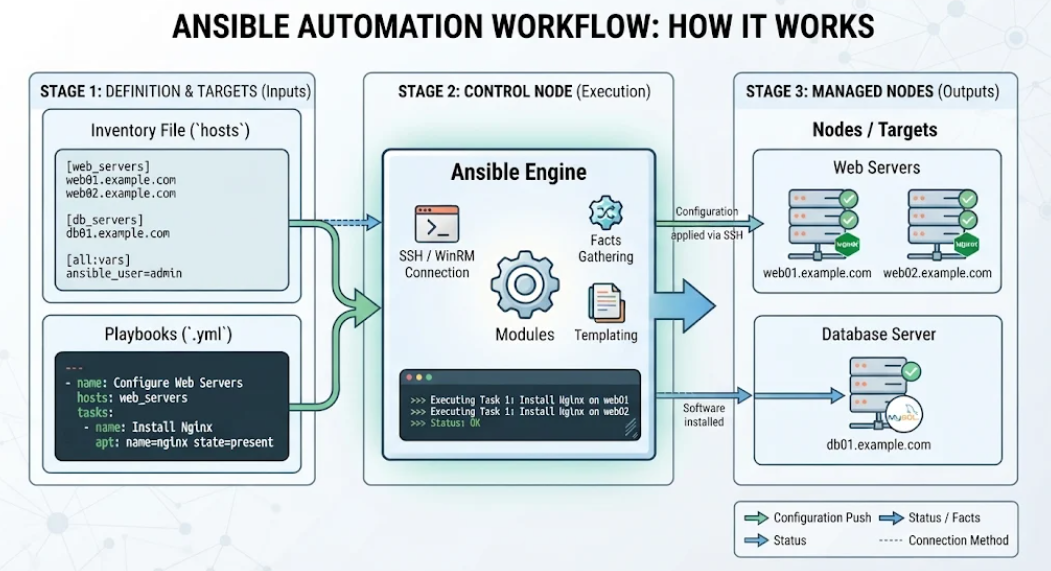 ANSIBLE AUTOMATION WORKFLOW: HOW IT WORKS
STAGE 1: DEFINITION & TARGETS (Inputs)
Inventory File (`hosts`)
[web_servers]
web01.example.com
web02.example.com
[db_servers]
db01.example.com
[all:vars]
ansible_user=admin
Playbooks (`.yml`)
---
- name: Configure Web Servers
hosts: web_servers
tasks:
- name: Install Nginx
apt: name=nginx state=present
STAGE 2: CONTROL NODE (Execution)
Ansible Engine
SSH / WinRM
Connection
Facts
Gathering
Modules
Templating
>>> Executing Task 1: Install Nginx on web01
>>> Executing Task 1: Install Nginx on web02
>>> Status: OK
Configuration
applied via SSH
Software
installed
STAGE 3: MANAGED NODES (Outputs)
Nodes / Targets
Web Servers
web01.example.com
web02.example.com
Database Server
MySQL
db01.example.com
Configuration Push
Status / Facts
Status
Connection Method